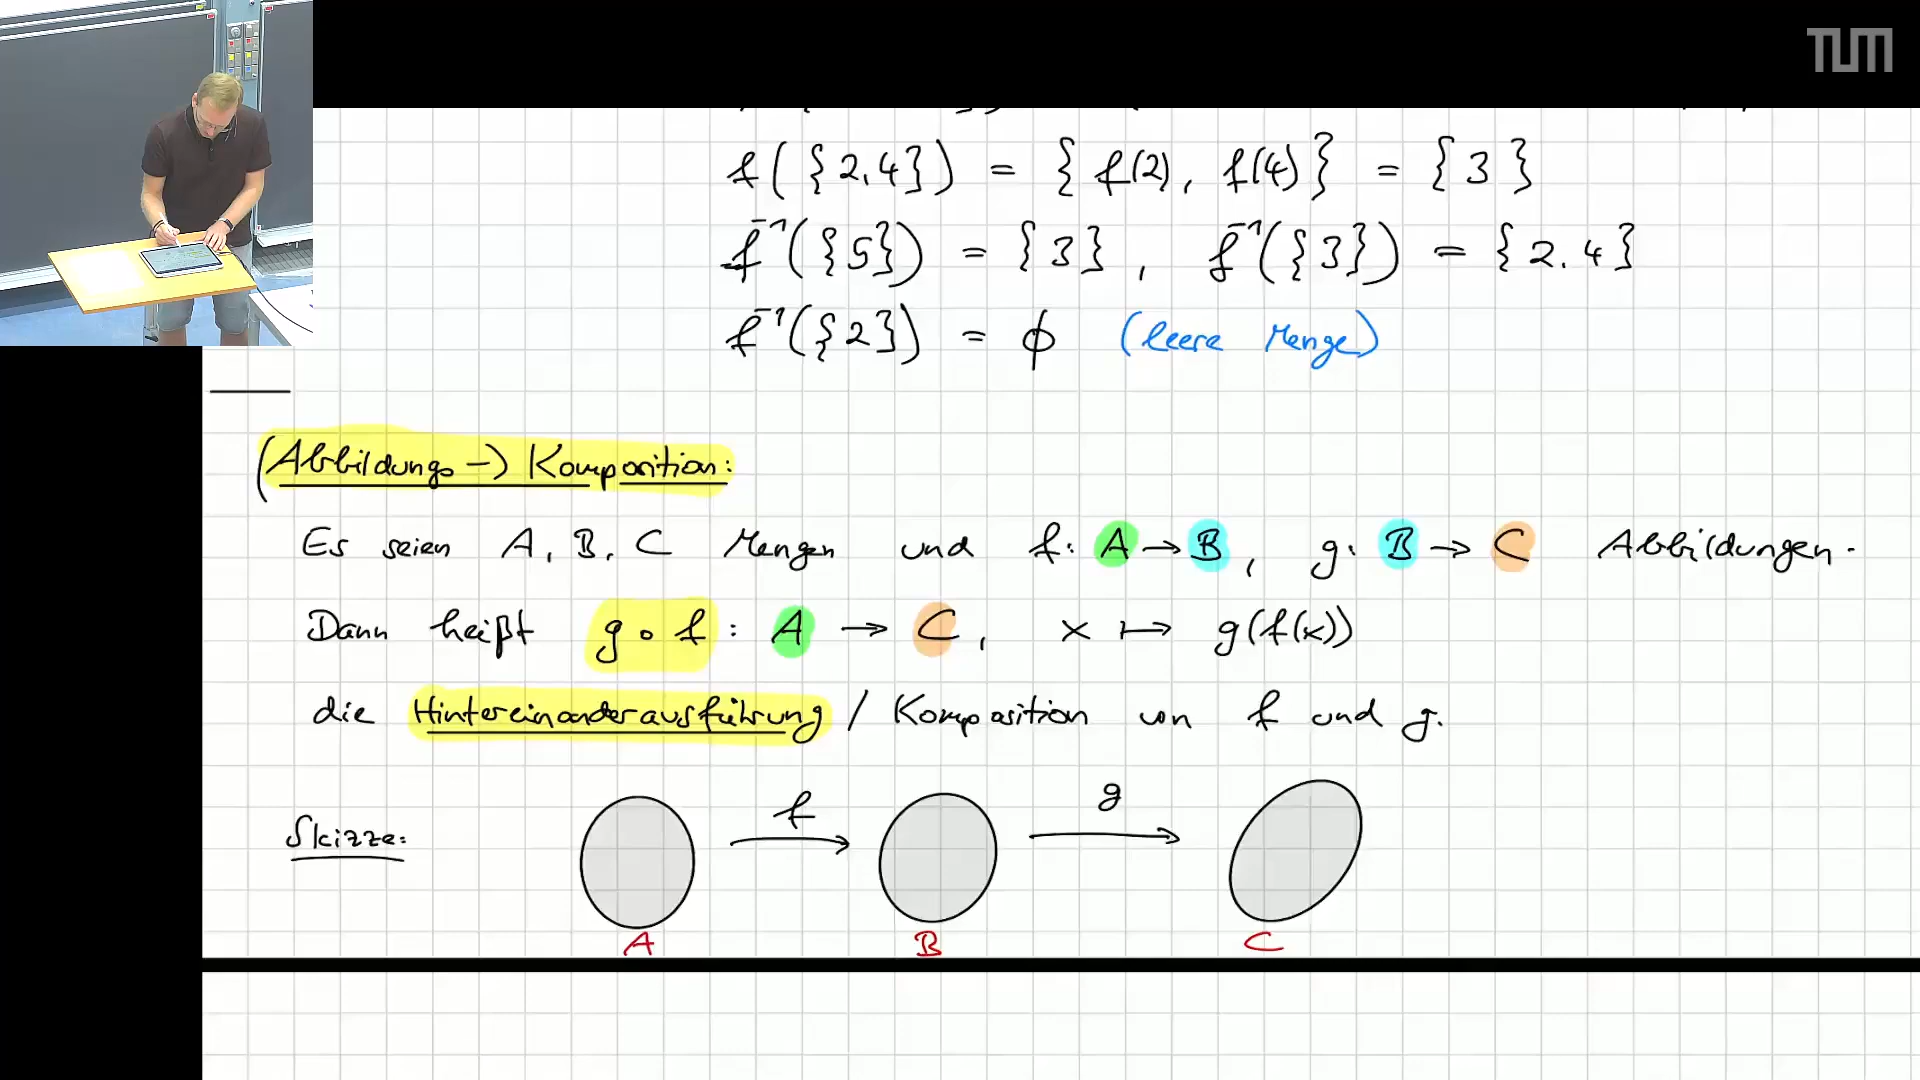 TUM
f({2,4}) = {f(2), f(4)} = {3}
f⁻¹({5}) = {3}, f⁻¹({3}) = {2,4}
f⁻¹({2}) = ∅ (leere Menge)
(Abbildungs-) Komposition:
Es seien A, B, C Mengen und f: A → B, g: B → C Abbildungen.
Dann heißt g ∘ f : A → C, x ↦ g(f(x))
die Hintereinanderausführung / Komposition von f und g.
Skizze: f g
A B C